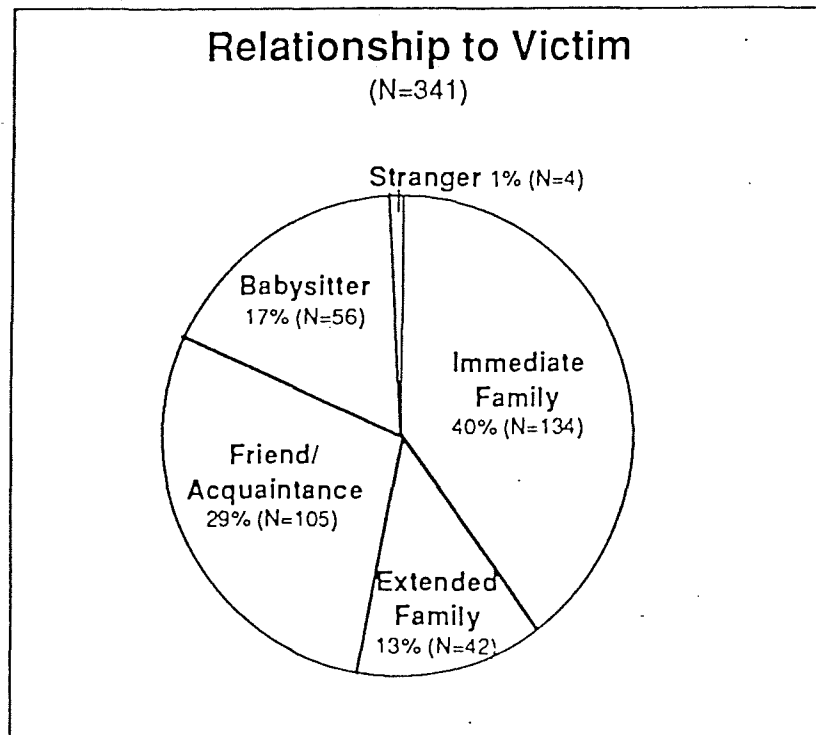 Relationship to Victim
(N=341)
Stranger 1% (N=4)
Babysitter
17% (N=56)
Immediate
Family
40% (N=134)
Friend/
Acquaintance
29% (N=105)
Extended
Family
13% (N=42)